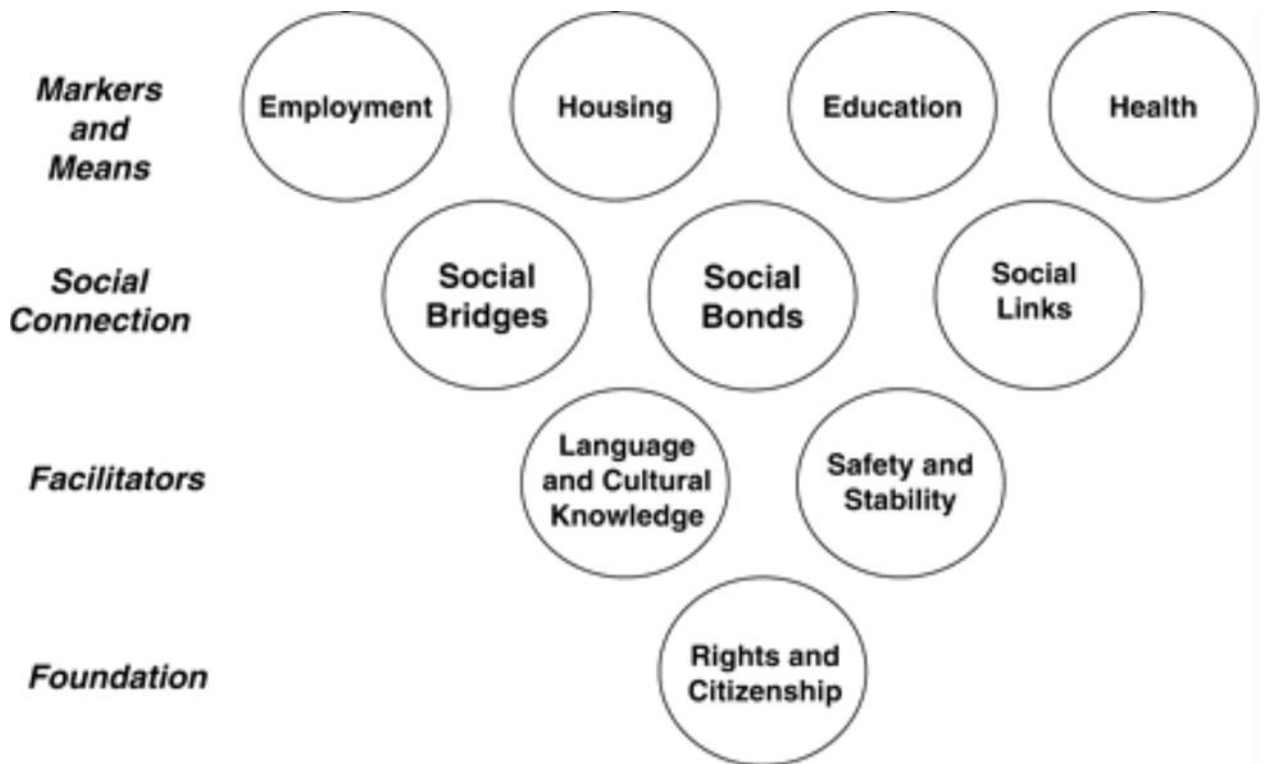 Markers
and
Means
Employment
Housing
Education
Health
Social
Connection
Social
Bridges
Social
Bonds
Social
Links
Facilitators
Language
and Cultural
Knowledge
Safety and
Stability
Foundation
Rights and
Citizenship